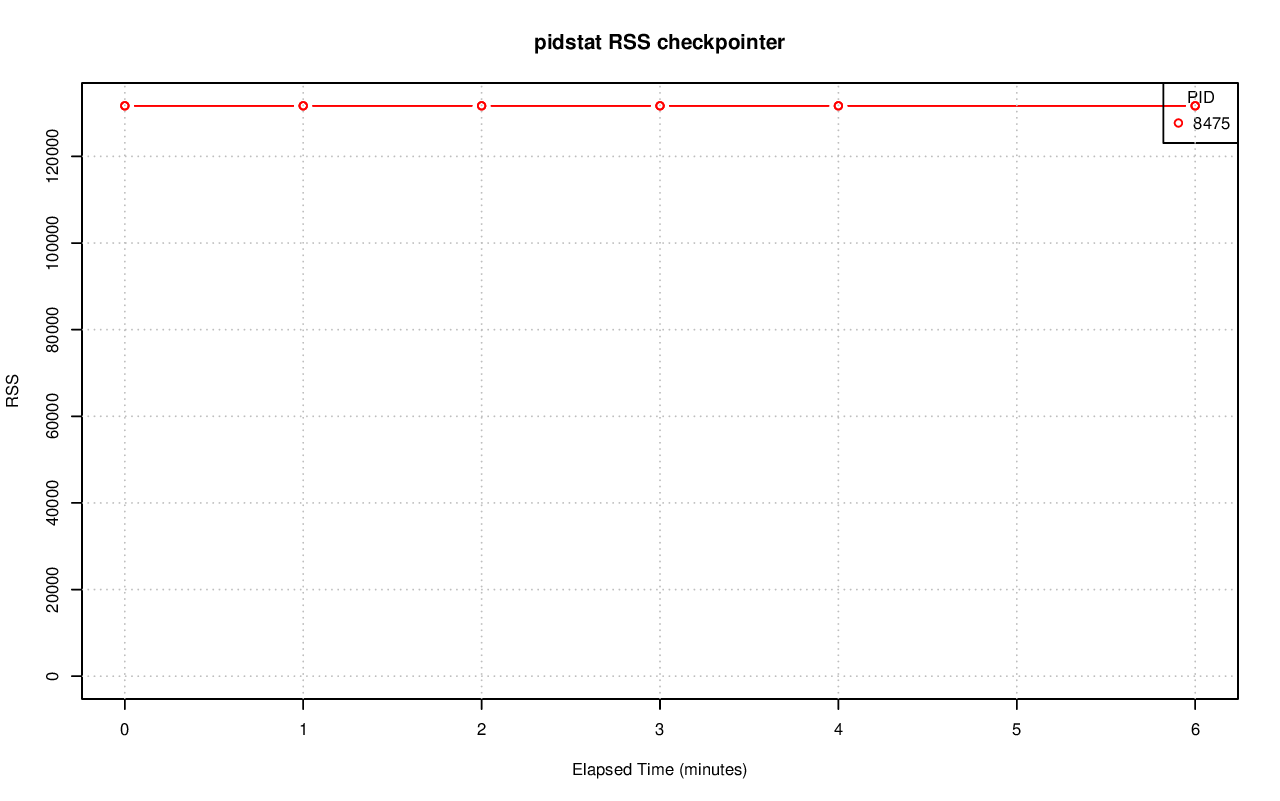 pidstat RSS checkpointer
PID
8475
RSS
120000
100000
80000
60000
40000
20000
0
0 1 2 3 4 5 6
Elapsed Time (minutes)